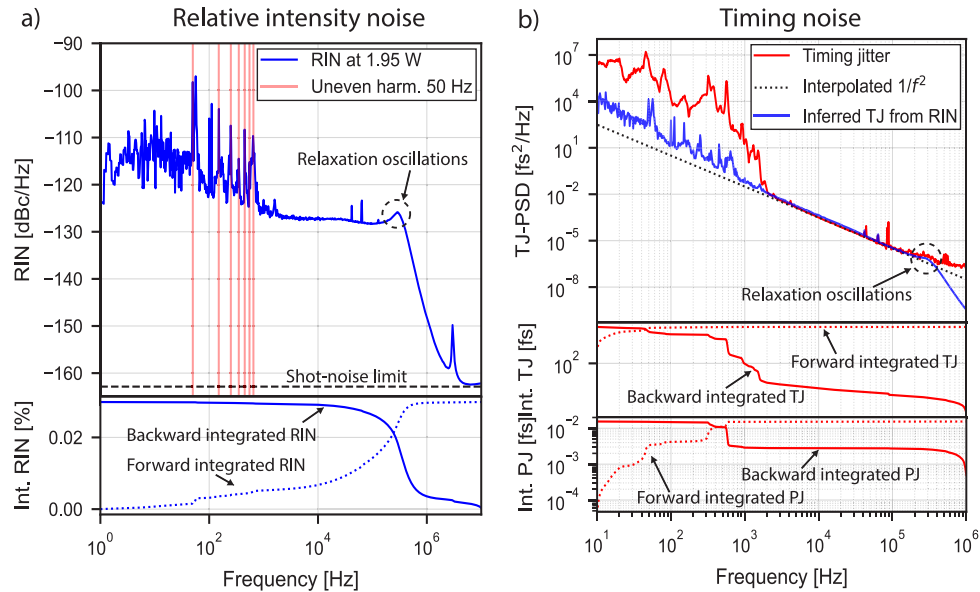 a)
Relative intensity noise
RIN [dBc/Hz]
−90
−100
−110
−120
−130
−140
−150
−160
RIN at 1.95 W
Uneven harm. 50 Hz
Relaxation oscillations
Shot-noise limit
Int. RIN [%]
0.02
0.00
Backward integrated RIN
Forward integrated RIN
10^0
10^2
10^4
10^6
Frequency [Hz]
b)
Timing noise
TJ-PSD [fs²/Hz]
10^7
10^4
10^1
10^−2
10^−5
10^−8
Timing jitter
Interpolated 1/f²
Inferred TJ from RIN
Relaxation oscillations
Int. TJ [fs]
10^2
Forward integrated TJ
Backward integrated TJ
Int. PJ [fs]
10^−2
10^−3
10^−4
Backward integrated PJ
Forward integrated PJ
10^1
10^2
10^3
10^4
10^5
10^6
Frequency [Hz]